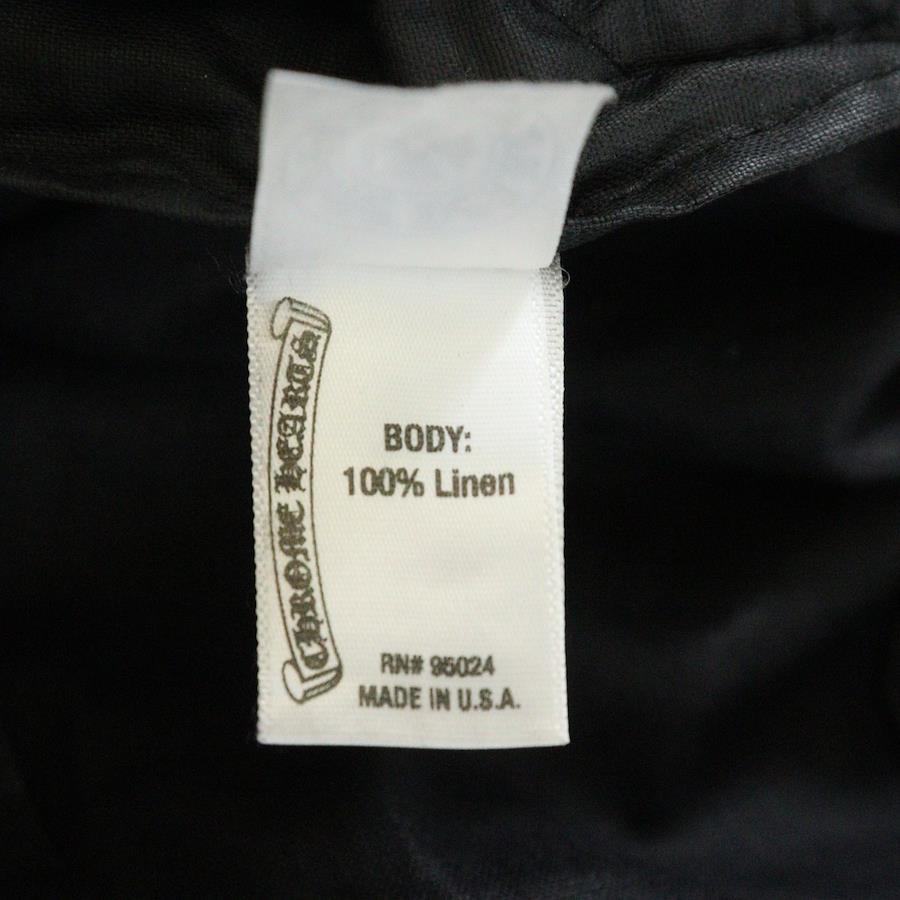 CHROME HEARTS
BODY:
100% Linen
RN# 95024
MADE IN U.S.A.